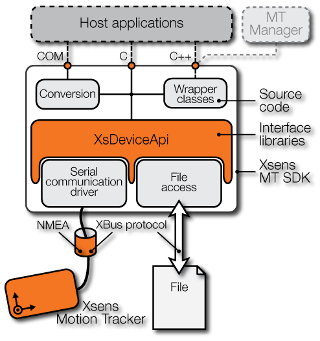 Host applications
MT
Manager
COM
C
C++
Conversion
Wrapper
classes
Source
code
XsDeviceApi
Interface
libraries
Serial
communication
driver
File
access
Xsens
MT SDK
NMEA
XBus protocol
Xsens
Motion Tracker
File